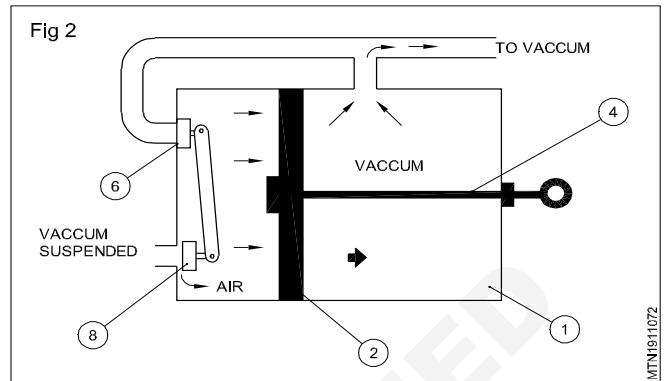 Fig 2
TO VACCUM
6
4
VACCUM
VACCUM
SUSPENDED
AIR
8
2
1
MTN1911072